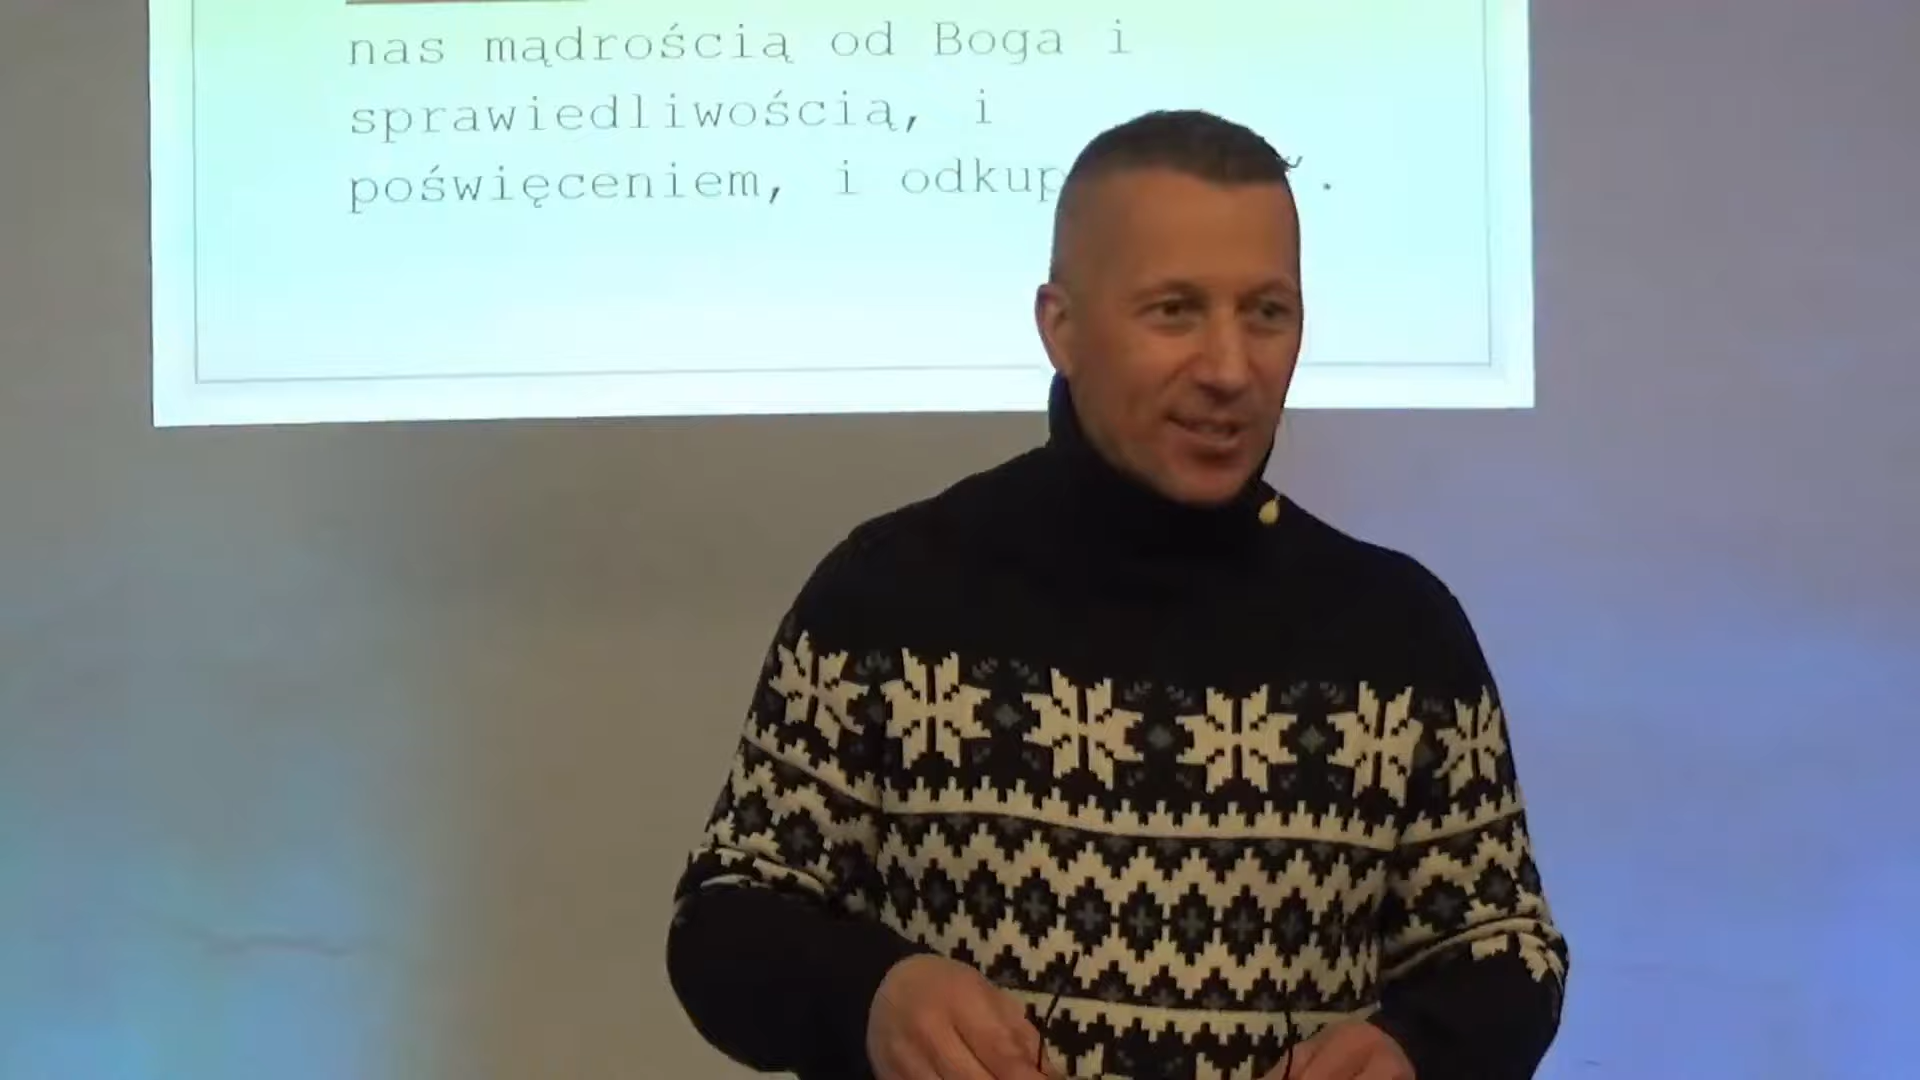 nas mądrością od Boga i
sprawiedliwością, i
poświęceniem, i